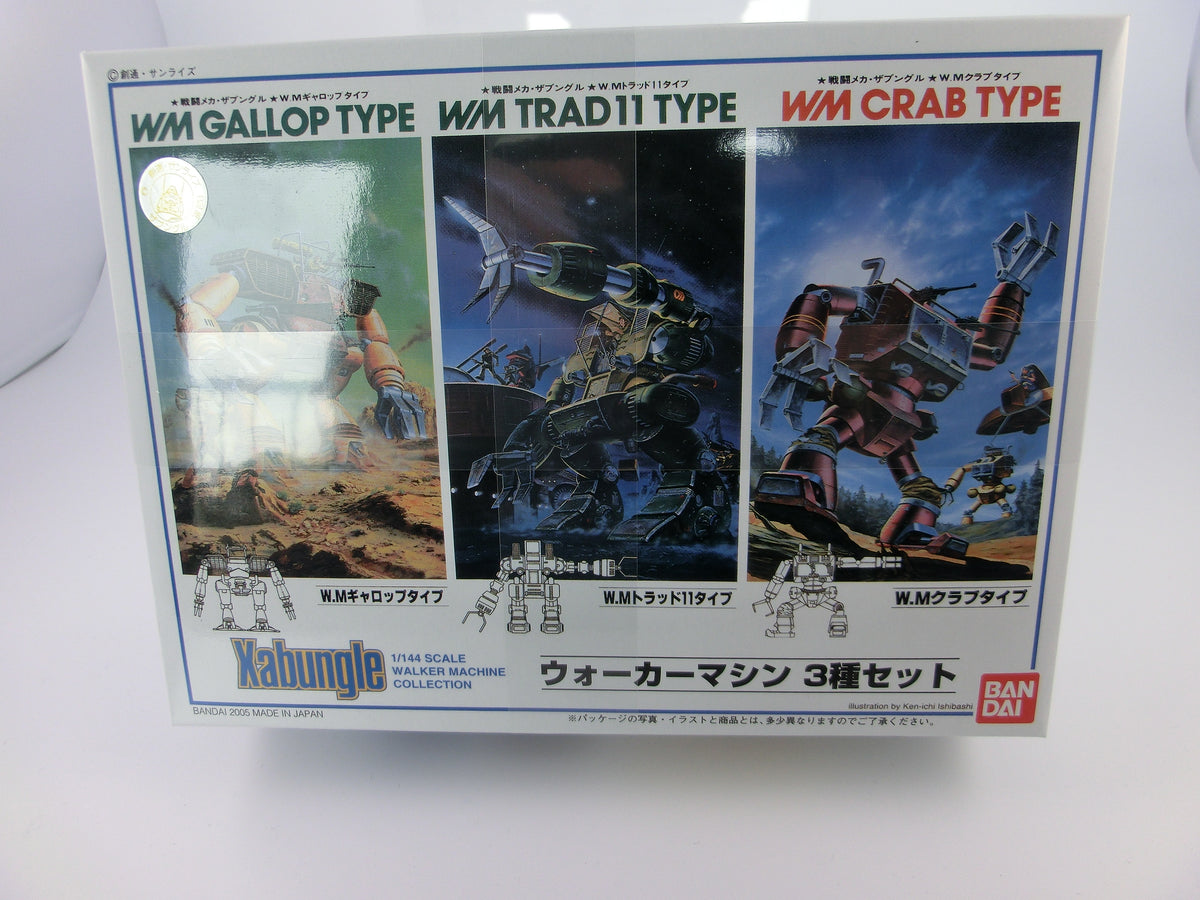 ©創通・サンライズ
★戦闘メカ・ザブングル ★W.Mギャロップタイプ
WM GALLOP TYPE
★戦闘メカ・ザブングル ★W.Mトラッド11タイプ
WM TRAD11 TYPE
★戦闘メカ・ザブングル ★W.Mクラブタイプ
WM CRAB TYPE
W.Mギャロップタイプ
W.Mトラッド11タイプ
W.Mクラブタイプ
Xabungle
1/144 SCALE
WALKER MACHINE
COLLECTION
ウォーカーマシン 3種セット
BAN
DAI
illustration by Ken-ichi Ishibashi
BANDAI 2005 MADE IN JAPAN
※パッケージの写真・イラストと商品とは、多少異なりますのでご了承ください。